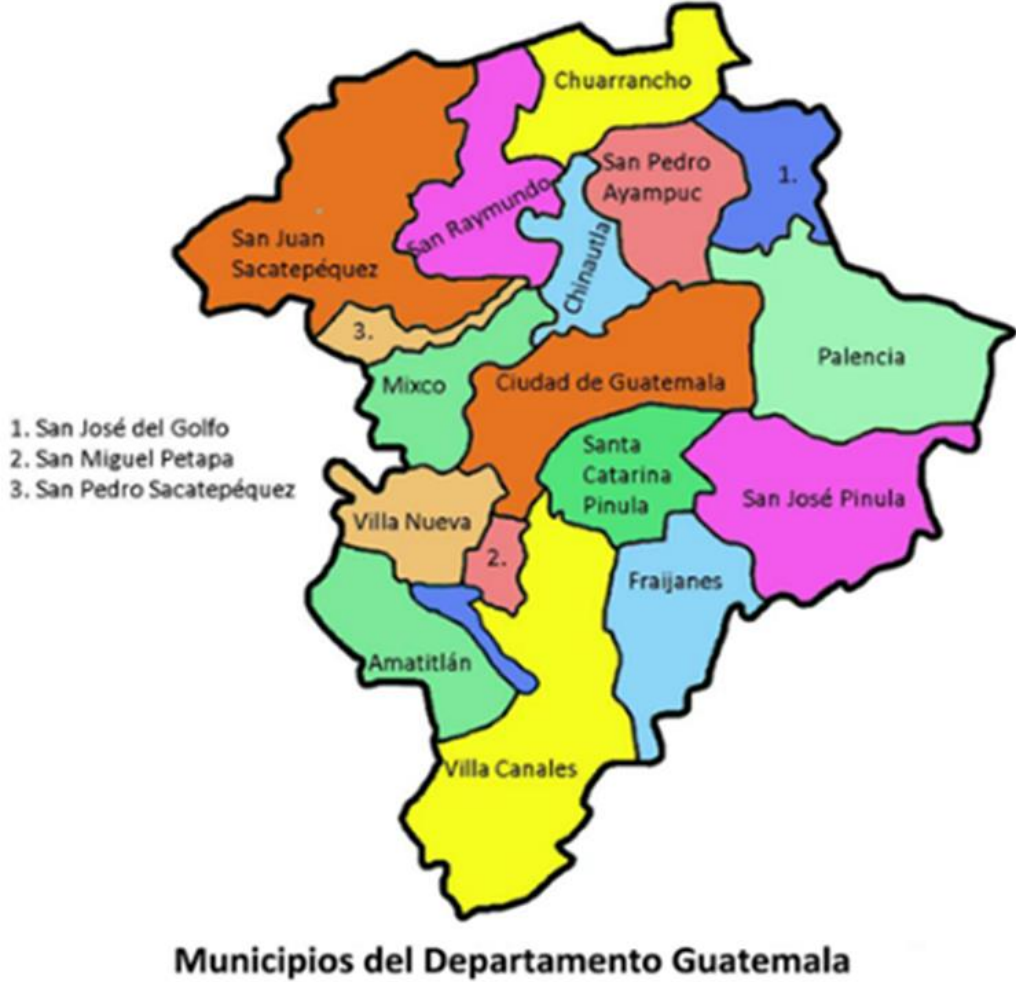 Chuarrancho
San Pedro
Ayampuc
1.
San Raymundo
San Juan
Sacatepéquez
Chinautla
3.
Palencia
Mixco
Ciudad de Guatemala
1. San José del Golfo
2. San Miguel Petapa
3. San Pedro Sacatepéquez
Santa
Catarina
Pinula
San José Pinula
Villa Nueva
2.
Fraijanes
Amatitlán
Villa Canales
Municipios del Departamento Guatemala